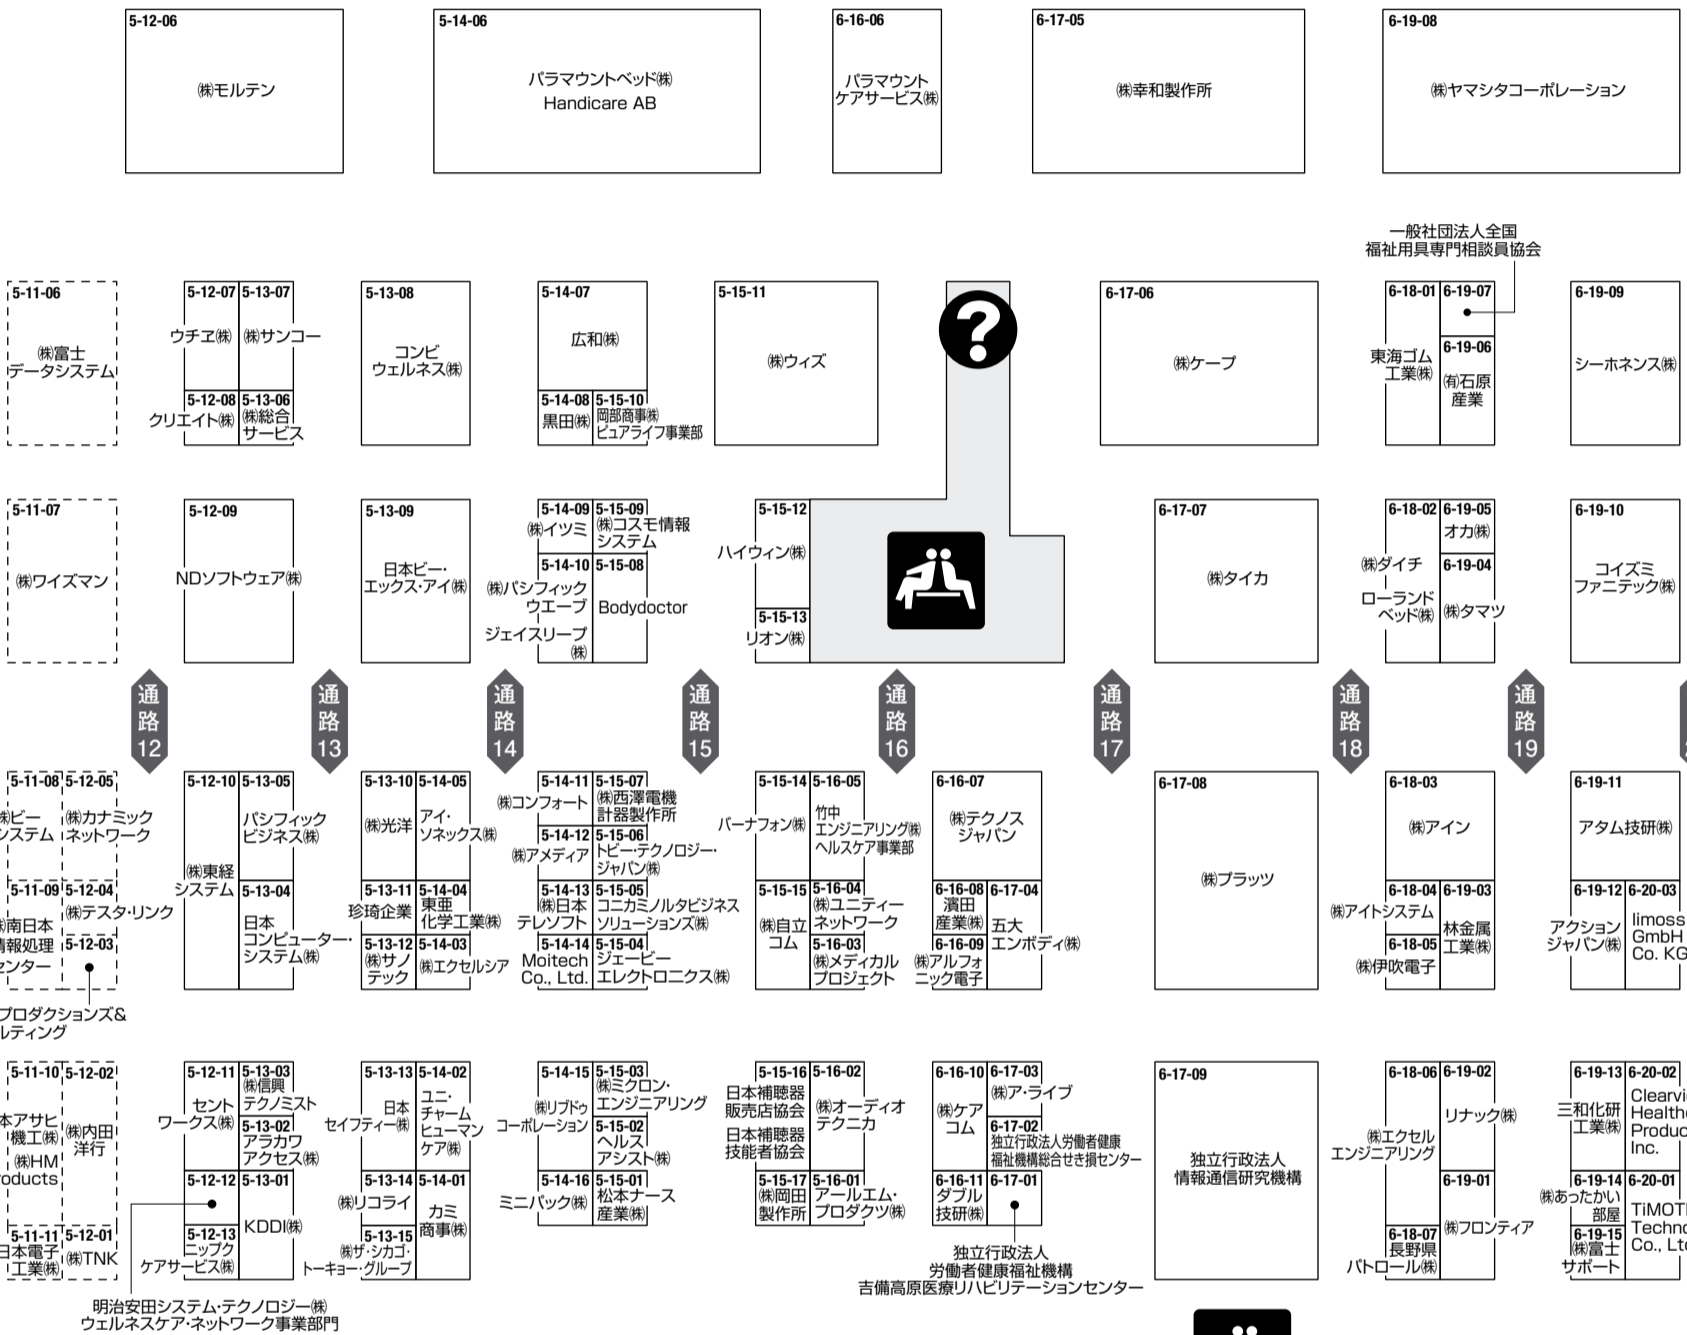 5-12-06
㈱モルテン
5-14-06
パラマウントベッド㈱
Handicare AB
6-16-06
パラマウント
ケアサービス㈱
6-17-05
㈱幸和製作所
6-19-08
㈱ヤマシタコーポレーション
一般社団法人全国
福祉用具専門相談員協会
5-11-06
㈱富士
データシステム
5-12-07
ウチヱ㈱
5-13-07
㈱サンコー
5-12-08
クリエイト㈱
5-13-06
㈱総合
サービス
5-13-08
コンビ
ウェルネス㈱
5-14-07
広和㈱
5-14-08
黒田㈱
5-15-10
岡部商事㈱
ピュアライフ事業部
5-15-11
㈱ウィズ
?
6-17-06
㈱ケープ
6-18-01
東海ゴム
工業㈱
6-19-07
6-19-06
㈲石原
産業
6-19-09
シーホネンス㈱
5-11-07
㈱ワイズマン
5-12-09
NDソフトウェア㈱
5-13-09
日本ビー・
エックス・アイ㈱
5-14-09
㈱イツミ
5-15-09
㈱コスモ情報
システム
5-14-10
㈱パシフィック
ウエーブ
ジェイスリープ
㈱
5-15-08
Bodydoctor
5-15-12
ハイウィン㈱
5-15-13
リオン㈱
6-17-07
㈱タイカ
6-18-02
㈱ダイチ
ローランド
ベッド㈱
6-19-05
オカ㈱
6-19-04
㈱タマツ
6-19-10
コイズミ
ファニテック㈱
通路12
通路13
通路14
通路15
通路16
通路17
通路18
通路19
5-11-08
㈱ビー
システム
5-12-05
㈱カナミック
ネットワーク
5-11-09
㈱南日本
情報処理
センター
5-12-04
㈱テスタ・リンク
5-12-03
プロダクションズ&
ルティング
5-12-10
㈱東経
システム
5-13-05
パシフィック
ビジネス㈱
5-13-04
日本
コンピューター・
システム㈱
5-13-10
㈱光洋
5-14-05
アイ・
ソネックス㈱
5-13-11
珍琦企業
5-14-04
東亜
化学工業㈱
5-13-12
㈱サノ
テック
5-14-03
㈱エクセルシア
5-14-11
㈱コンフォート
5-15-07
㈱西澤電機
計器製作所
5-14-12
㈱アメディア
5-15-06
トビー・テクノロジー・
ジャパン㈱
5-14-13
㈱日本
テレソフト
5-15-05
コニカミノルタビジネス
ソリューションズ㈱
5-14-14
Moitech
Co., Ltd.
5-15-04
ジェービー
エレクトロニクス㈱
5-15-14
バーナフォン㈱
5-16-05
竹中
エンジニアリング㈱
ヘルスケア事業部
5-15-15
㈱自立
コム
5-16-04
㈱ユニティー
ネットワーク
5-16-03
㈱メディカル
プロジェクト
6-16-07
㈱テクノス
ジャパン
6-16-08
濱田
産業㈱
6-17-04
五大
エンボディ㈱
6-16-09
㈱アルフォ
ニック電子
6-17-08
㈱プラッツ
6-18-03
㈱アイン
6-18-04
㈱アイトシステム
6-19-03
林金属
工業㈱
6-18-05
㈱伊吹電子
6-19-11
アタム技研㈱
6-19-12
アクション
ジャパン㈱
6-20-03
limoss
GmbH
Co. KG
5-11-10
本アサヒ
機工㈱
㈱HM
roducts
5-12-02
㈱内田
洋行
5-11-11
日本電子
工業㈱
5-12-01
㈱TNK
5-12-11
セント
ワークス㈱
5-13-03
㈱信興
テクノミスト
5-13-02
アラカワ
アクセス㈱
5-12-12
5-13-01
KDDI㈱
5-12-13
ニップク
ケアサービス㈱
明治安田システム・テクノロジー㈱
ウェルネスケア・ネットワーク事業部門
5-13-13
日本
セイフティー㈱
5-14-02
ユニ・
チャーム
ヒューマン
ケア㈱
5-13-14
㈱リコライ
5-14-01
カミ
商事㈱
5-13-15
㈱ザ・シカゴ・
トーキョー・グループ
5-14-15
㈱リブドゥ
コーポレーション
5-15-03
㈱ミクロン・
エンジニアリング
5-15-02
ヘルス
アシスト㈱
5-14-16
ミニパック㈱
5-15-01
松本ナース
産業㈱
5-15-16
日本補聴器
販売店協会
日本補聴器
技能者協会
5-16-02
㈱オーディオ
テクニカ
5-15-17
㈱岡田
製作所
5-16-01
アールエム・
プロダクツ㈱
6-16-10
㈱ケア
コム
6-17-03
㈱ア・ライブ
6-17-02
独立行政法人労働者健康
福祉機構総合せき損センター
6-16-11
ダブル
技研㈱
6-17-01
独立行政法人
労働者健康福祉機構
吉備高原医療リハビリテーションセンター
6-17-09
独立行政法人
情報通信研究機構
6-18-06
㈱エクセル
エンジニアリング
6-19-02
リナック㈱
6-19-01
㈱フロンティア
6-18-07
長野県
パトロール㈱
6-19-13
三和化研
工業㈱
6-20-02
Clearvi
Healthc
Produc
Inc.
6-19-14
㈱あったかい
部屋
6-20-01
TiMOTI
Techno
Co., Ltd
6-19-15
㈱富士
サポート